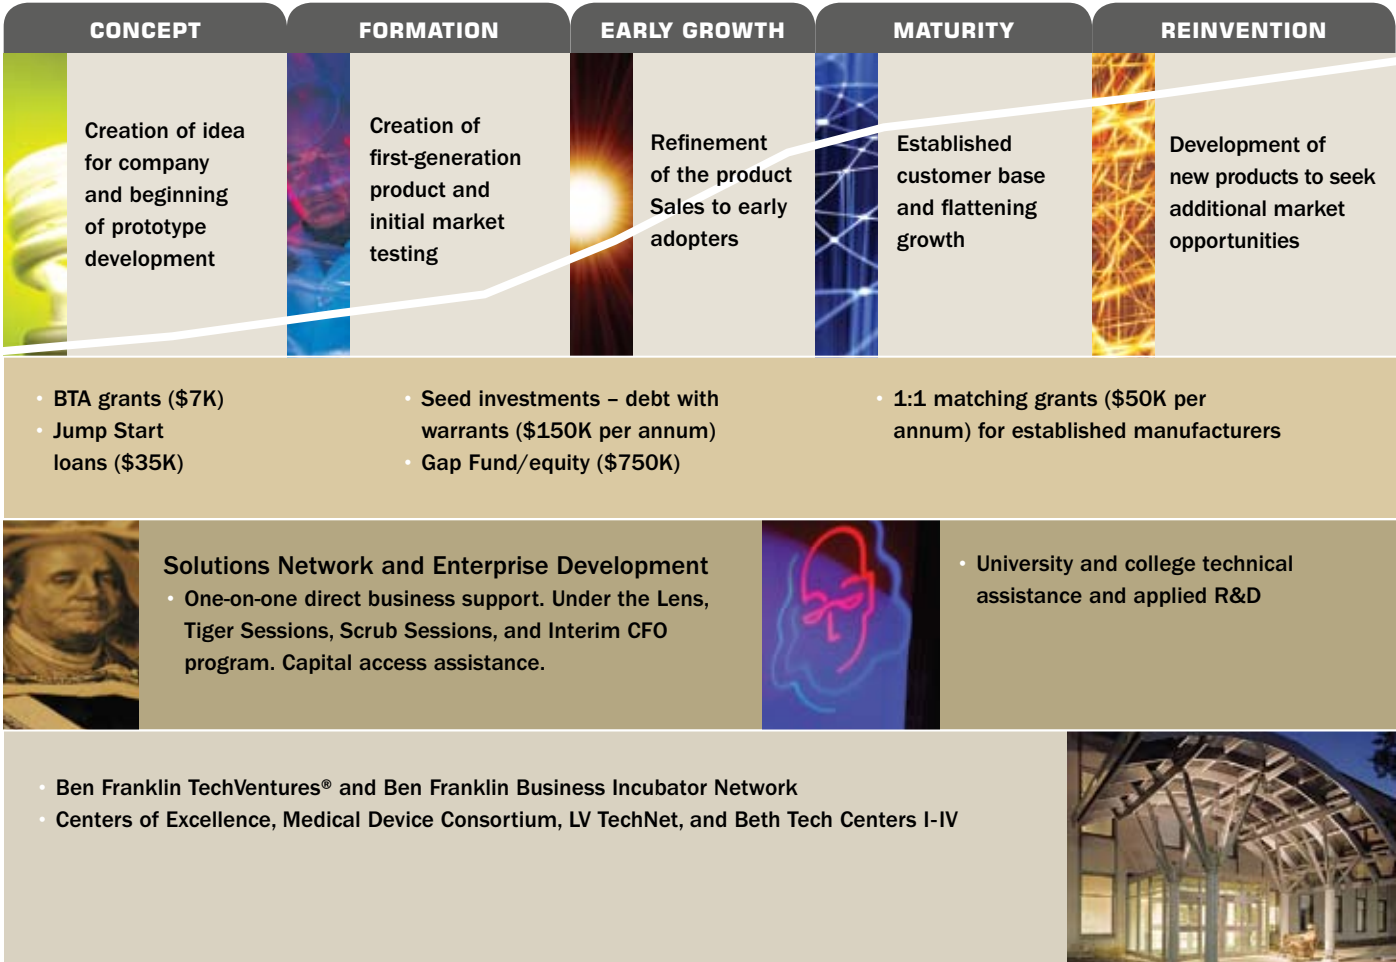 CONCEPT
FORMATION
EARLY GROWTH
MATURITY
REINVENTION
Creation of idea
for company
and beginning
of prototype
development
Creation of
first-generation
product and
initial market
testing
Refinement
of the product
Sales to early
adopters
Established
customer base
and flattening
growth
Development of
new products to seek
additional market
opportunities
• BTA grants ($7K)
• Jump Start
loans ($35K)
• Seed investments – debt with
warrants ($150K per annum)
• Gap Fund/equity ($750K)
• 1:1 matching grants ($50K per
annum) for established manufacturers
Solutions Network and Enterprise Development
• One-on-one direct business support. Under the Lens,
Tiger Sessions, Scrub Sessions, and Interim CFO
program. Capital access assistance.
• University and college technical
assistance and applied R&D
• Ben Franklin TechVentures® and Ben Franklin Business Incubator Network
• Centers of Excellence, Medical Device Consortium, LV TechNet, and Beth Tech Centers I-IV